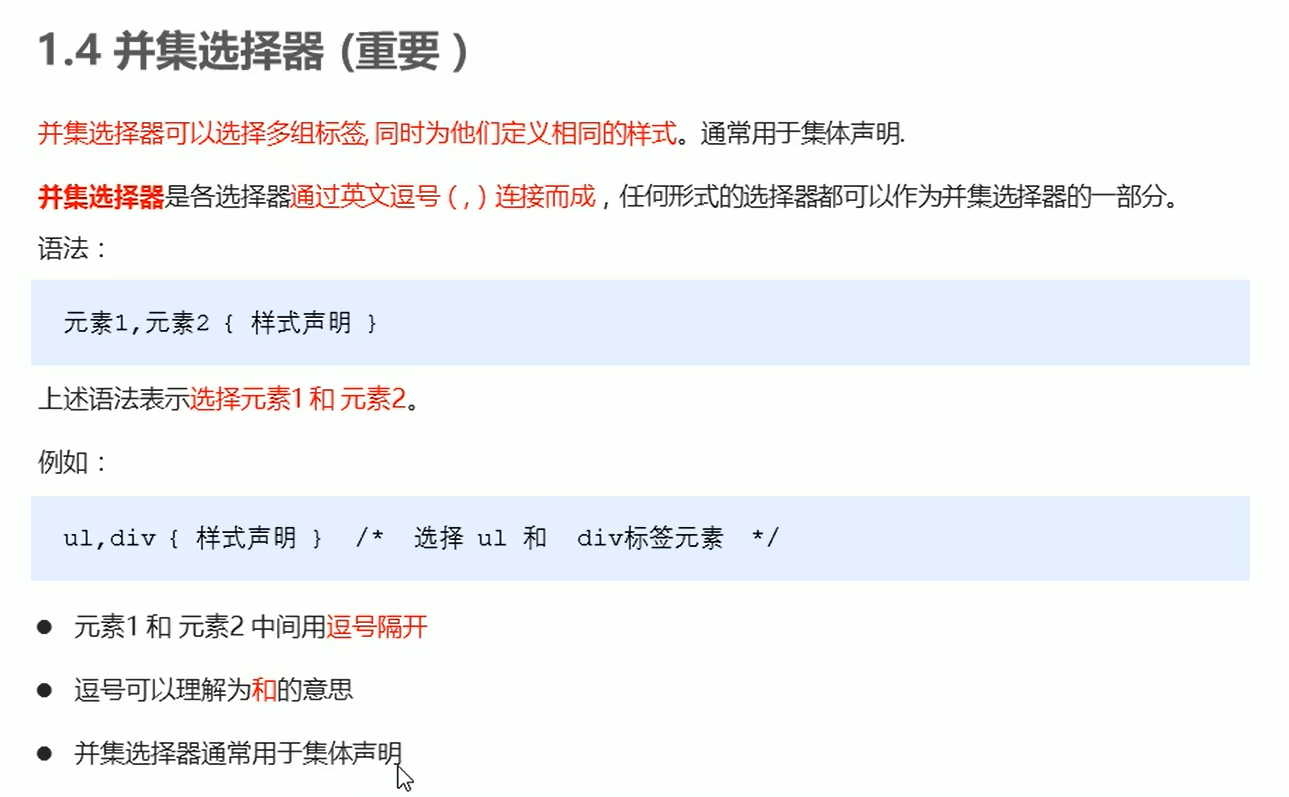 1.4 并集选择器 (重要 )
并集选择器可以选择多组标签, 同时为他们定义相同的样式。通常用于集体声明.
并集选择器是各选择器通过英文逗号 ( , ) 连接而成 , 任何形式的选择器都可以作为并集选择器的一部分。
语法 :
元素1,元素2 { 样式声明 }
上述语法表示选择元素1 和 元素2。
例如 :
ul,div { 样式声明 } /* 选择 ul 和 div标签元素 */
● 元素1 和 元素2 中间用逗号隔开
● 逗号可以理解为和的意思
● 并集选择器通常用于集体声明